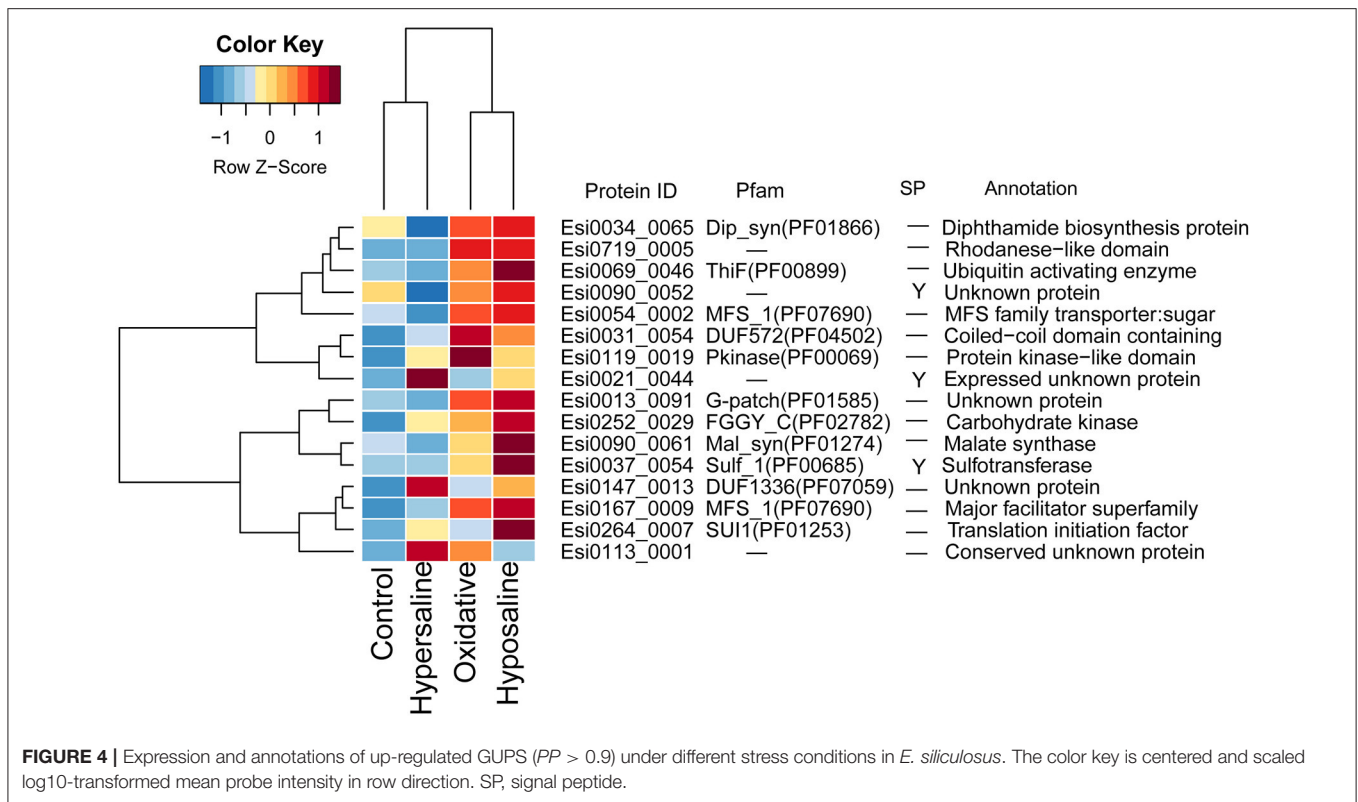 Color Key
−1 0 1
Row Z−Score
Protein ID Pfam SP Annotation
Esi0034_0065 Dip_syn(PF01866) — Diphthamide biosynthesis protein
Esi0719_0005 — — Rhodanese−like domain
Esi0069_0046 ThiF(PF00899) — Ubiquitin activating enzyme
Esi0090_0052 — Y Unknown protein
Esi0054_0002 MFS_1(PF07690) — MFS family transporter:sugar
Esi0031_0054 DUF572(PF04502) — Coiled−coil domain containing
Esi0119_0019 Pkinase(PF00069) — Protein kinase−like domain
Esi0021_0044 — Y Expressed unknown protein
Esi0013_0091 G−patch(PF01585) — Unknown protein
Esi0252_0029 FGGY_C(PF02782) — Carbohydrate kinase
Esi0090_0061 Mal_syn(PF01274) — Malate synthase
Esi0037_0054 Sulf_1(PF00685) Y Sulfotransferase
Esi0147_0013 DUF1336(PF07059) — Unknown protein
Esi0167_0009 MFS_1(PF07690) — Major facilitator superfamily
Esi0264_0007 SUI1(PF01253) — Translation initiation factor
Esi0113_0001 — — Conserved unknown protein
Control
Hypersaline
Oxidative
Hyposaline
FIGURE 4 | Expression and annotations of up-regulated GUPS (PP > 0.9) under different stress conditions in E. siliculosus. The color key is centered and scaled
log10-transformed mean probe intensity in row direction. SP, signal peptide.